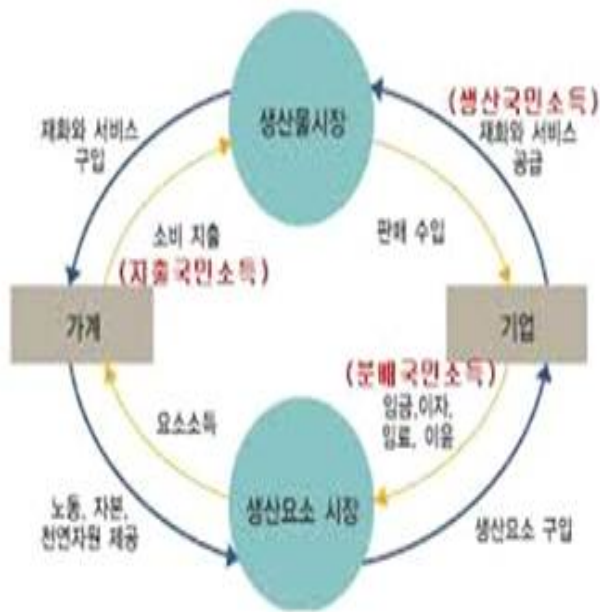 생산물시장
(생산국민소득)
재화와 서비스
공급
재화와 서비스
구입
소비 지출
(지출국민소득)
판매 수입
가계
기업
(분배국민소득)
임금,이자,
임료, 이윤
요소소득
생산요소 시장
노동, 자본,
천연자원 제공
생산요소 구입